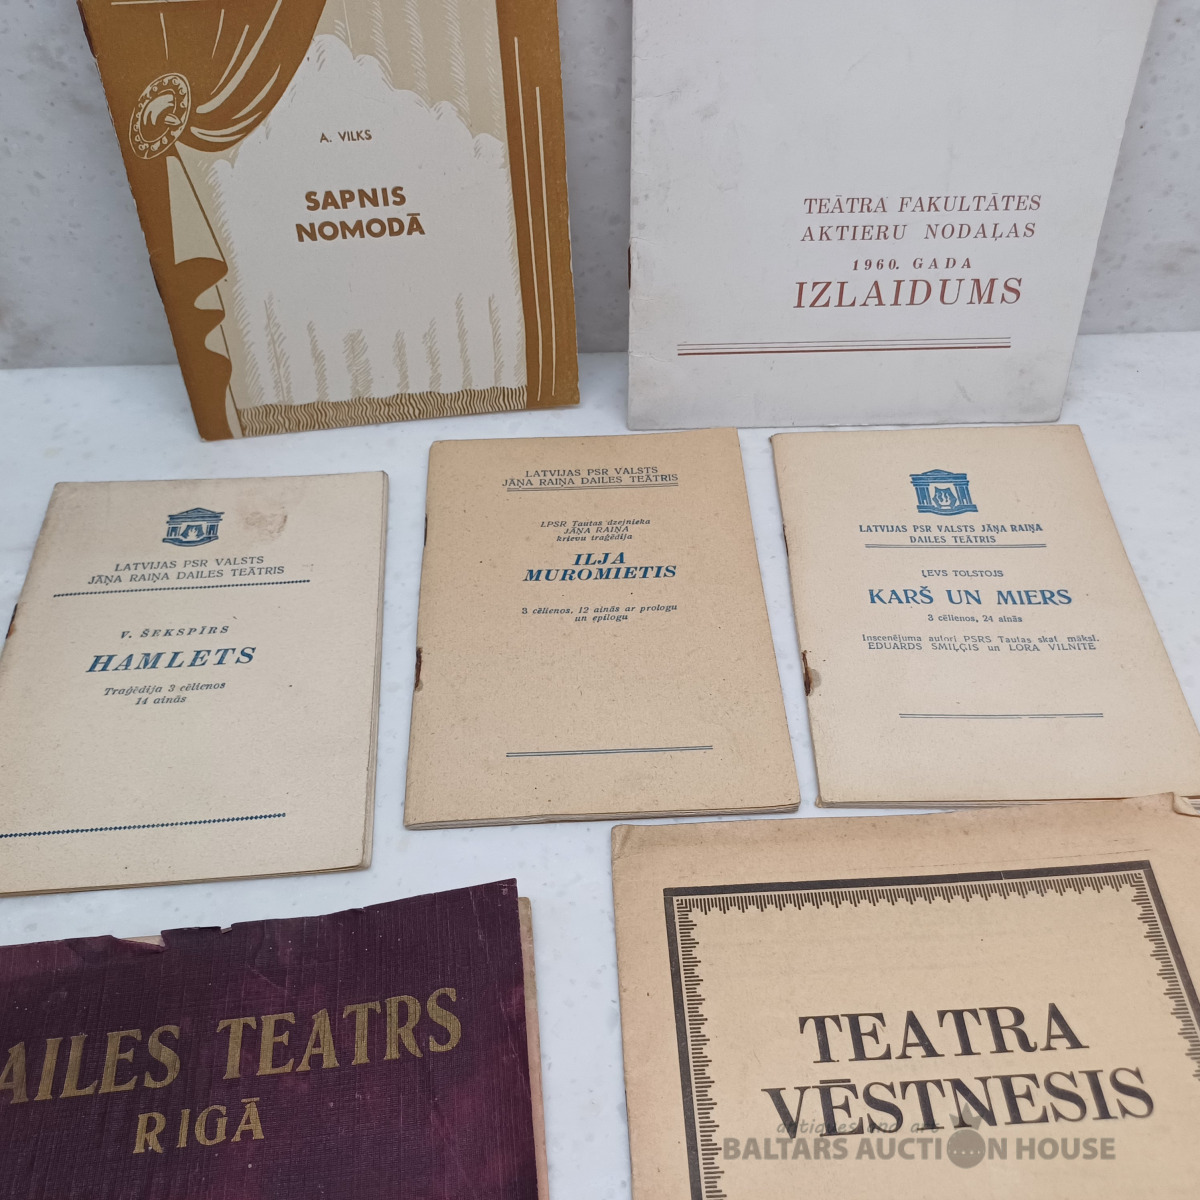 A. VILKS
SAPNIS
NOMODĀ
TEĀTRA FAKULTĀTES
AKTIERU NODAĻAS
1960. GADA
IZLAIDUMS
LATVIJAS PSR VALSTS
JĀŅA RAIŅA DAILES TEĀTRIS
V. ŠEKSPĪRS
HAMLETS
Traģēdija 3 cēlienos
14 ainās
LATVIJAS PSR VALSTS
JĀŅA RAIŅA DAILES TEĀTRIS
LPSR Tautas dzejnieka
JĀŅA RAIŅA
krievu traģēdija
ILJA
MUROMIETIS
3 cēlienos, 12 ainās ar prologu
un epilogu
LATVIJAS PSR VALSTS JĀŅA RAIŅA
DAILES TEĀTRIS
ĻEVS TOLSTOJS
KARŠ UN MIERS
3 cēlienos, 24 ainās
Inscenējuma autori PSRS Tautas skat. māksl.
EDUARDS SMIĻĢIS un LORA VILNITE
AILES TEATRS
RIGĀ
TEATRA
VĒSTNESIS
antiques and art
BALTARS AUCTION HOUSE